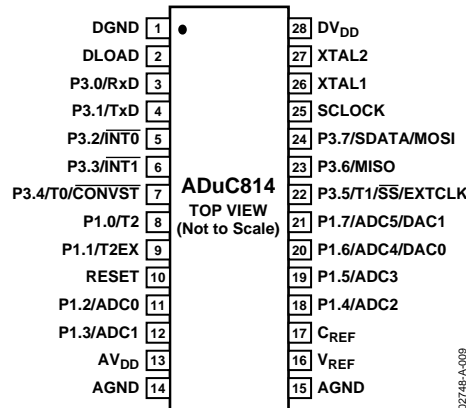 DGND 1
DLOAD 2
P3.0/RxD 3
P3.1/TxD 4
P3.2/INT0 5
P3.3/INT1 6
P3.4/T0/CONVST 7
P1.0/T2 8
P1.1/T2EX 9
RESET 10
P1.2/ADC0 11
P1.3/ADC1 12
AVDD 13
AGND 14
ADuC814
TOP VIEW
(Not to Scale)
28 DVDD
27 XTAL2
26 XTAL1
25 SCLOCK
24 P3.7/SDATA/MOSI
23 P3.6/MISO
22 P3.5/T1/SS/EXTCLK
21 P1.7/ADC5/DAC1
20 P1.6/ADC4/DAC0
19 P1.5/ADC3
18 P1.4/ADC2
17 CREF
16 VREF
15 AGND
02748-A-009